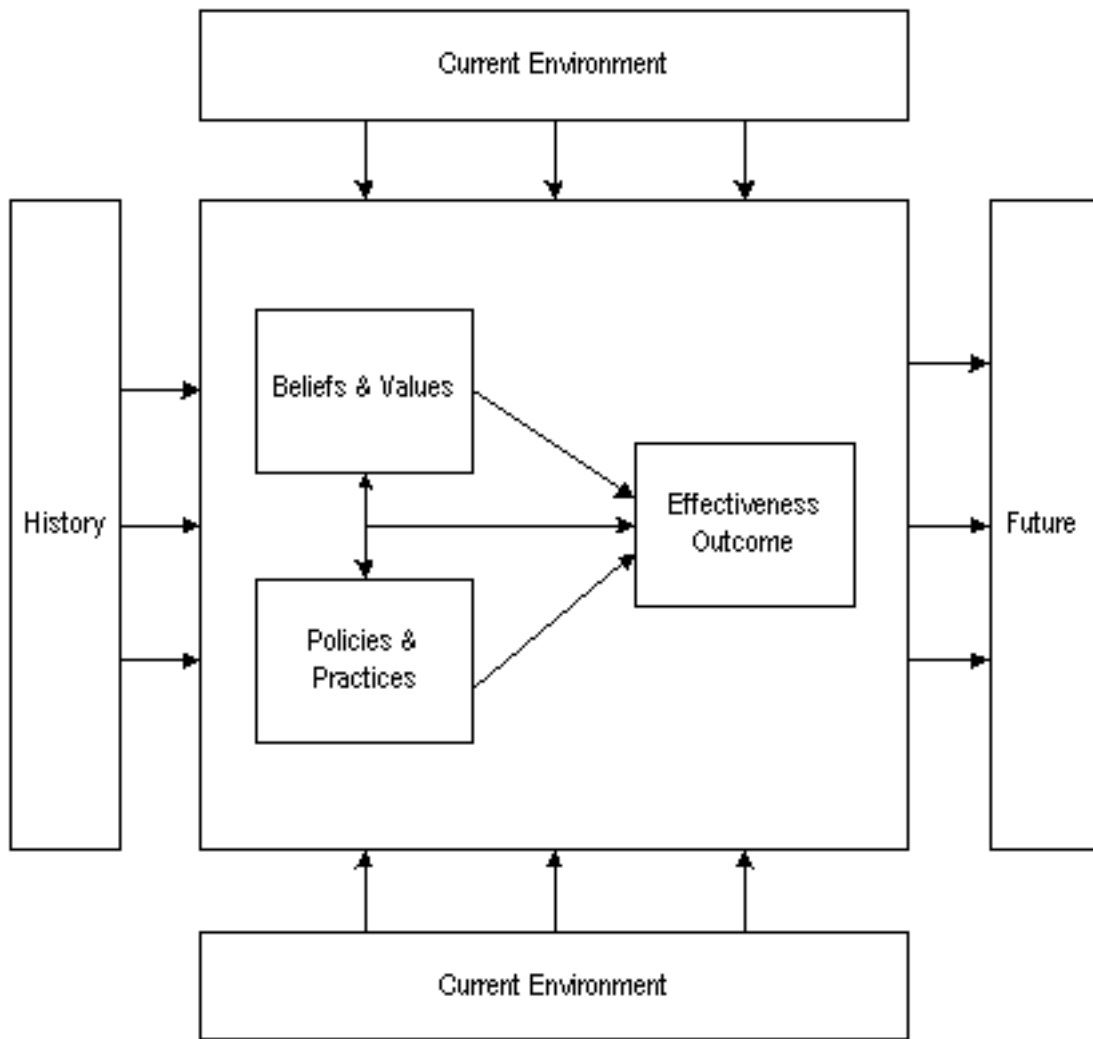 Current Environment
Beliefs & Values
History
Effectiveness
Outcome
Future
Policies &
Practices
Current Environment